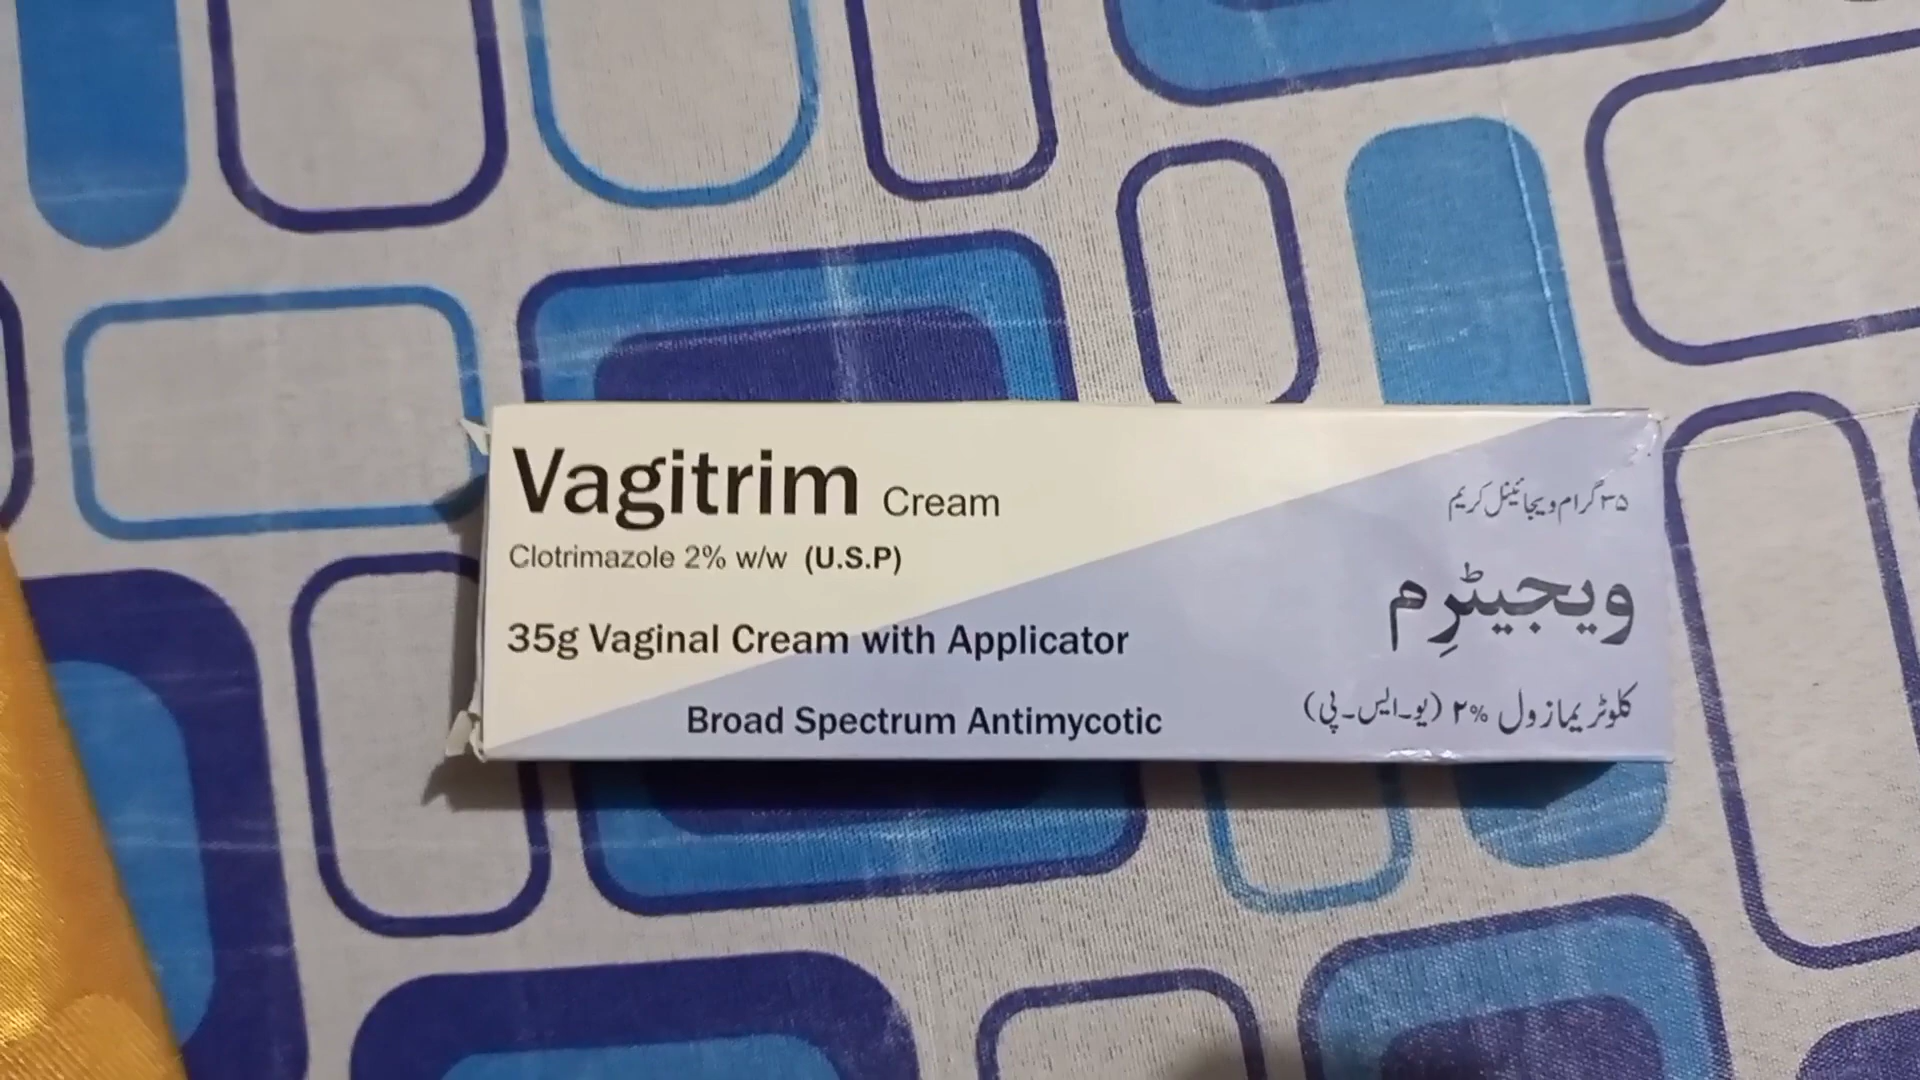 Vagitrim Cream
Clotrimazole 2% w/w (U.S.P)
35g Vaginal Cream with Applicator
Broad Spectrum Antimycotic
۳۵ گرام ویجائینل کریم
ویجیٹرِم
کلوٹریمازول ۲% (یو۔ایس۔پی)